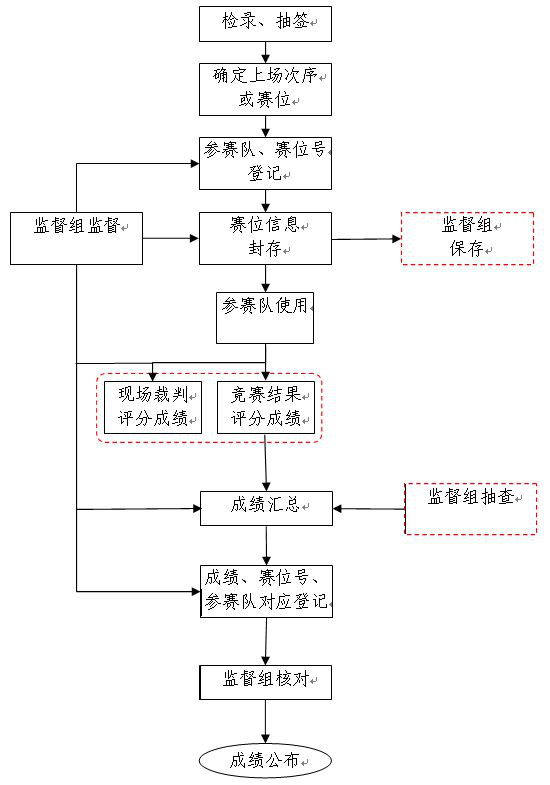 检录、抽签
确定上场次序
或赛位
参赛队、赛位号
登记
监督组监督
赛位信息
封存
监督组
保存
参赛队使用
现场裁判
评分成绩
竞赛结果
评分成绩
成绩汇总
监督组抽查
成绩、赛位号、
参赛队对应登记
监督组核对
成绩公布